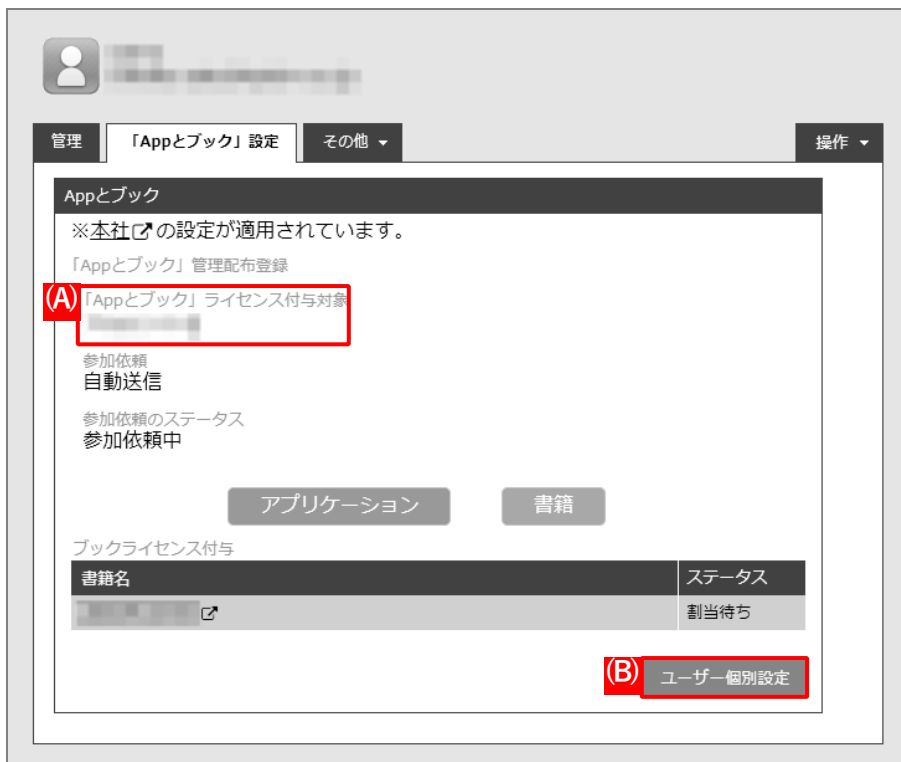 管理
「Appとブック」設定
その他
操作
Appとブック
※本社の設定が適用されています。
「Appとブック」管理配布登録
(A)
「Appとブック」ライセンス付与対象
参加依頼
自動送信
参加依頼のステータス
参加依頼中
アプリケーション
書籍
ブックライセンス付与
書籍名
ステータス
割当待ち
(B)
ユーザー個別設定